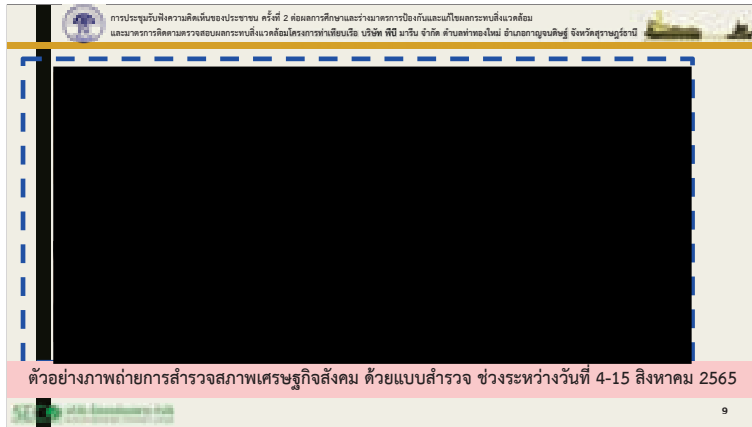 การประชุมรับฟังความคิดเห็นของประชาชน ครั้งที่ 2 ต่อผลการศึกษาและร่างมาตรการป้องกันและแก้ไขผลกระทบสิ่งแวดล้อม
และมาตรการติดตามตรวจสอบผลกระทบสิ่งแวดล้อมโครงการท่าเทียบเรือ บริษัท พีบี มารีน จำกัด ตำบลท่าทองใหม่ อำเภอกาญจนดิษฐ์ จังหวัดสุราษฎร์ธานี
ตัวอย่างภาพถ่ายการสำรวจสภาพเศรษฐกิจสังคม ด้วยแบบสำรวจ ช่วงระหว่างวันที่ 4-15 สิงหาคม 2565
9